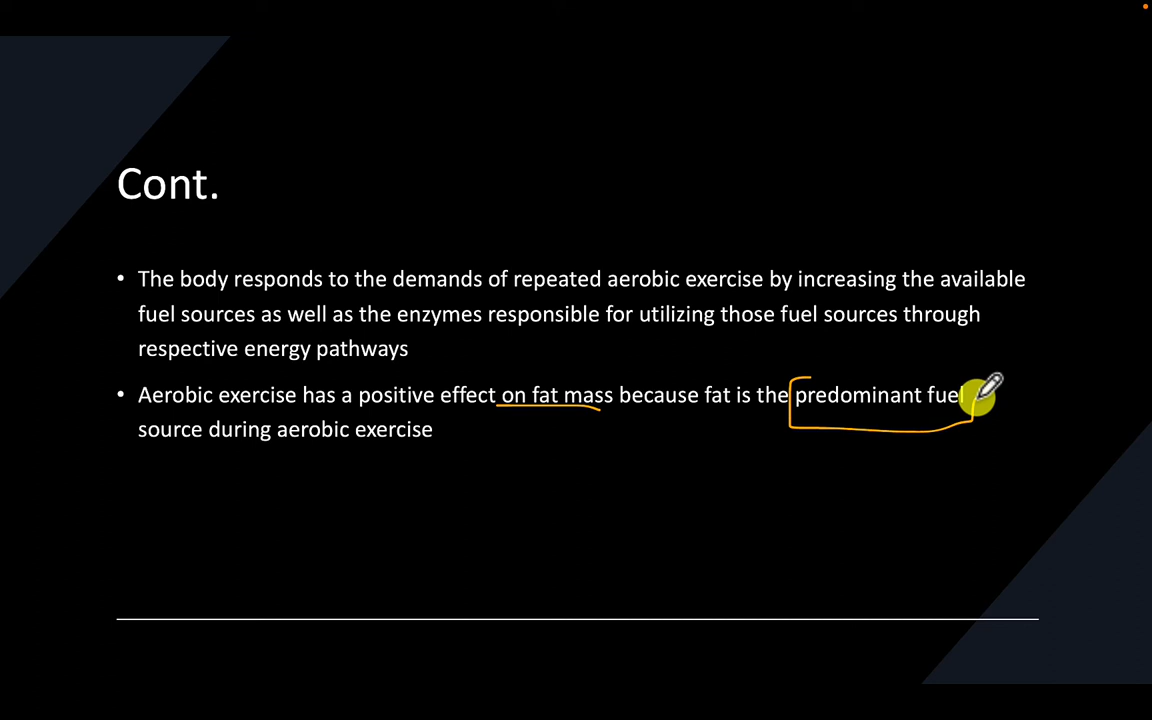 Cont.
• The body responds to the demands of repeated aerobic exercise by increasing the available
fuel sources as well as the enzymes responsible for utilizing those fuel sources through
respective energy pathways
• Aerobic exercise has a positive effect on fat mass because fat is the predominant fuel
source during aerobic exercise